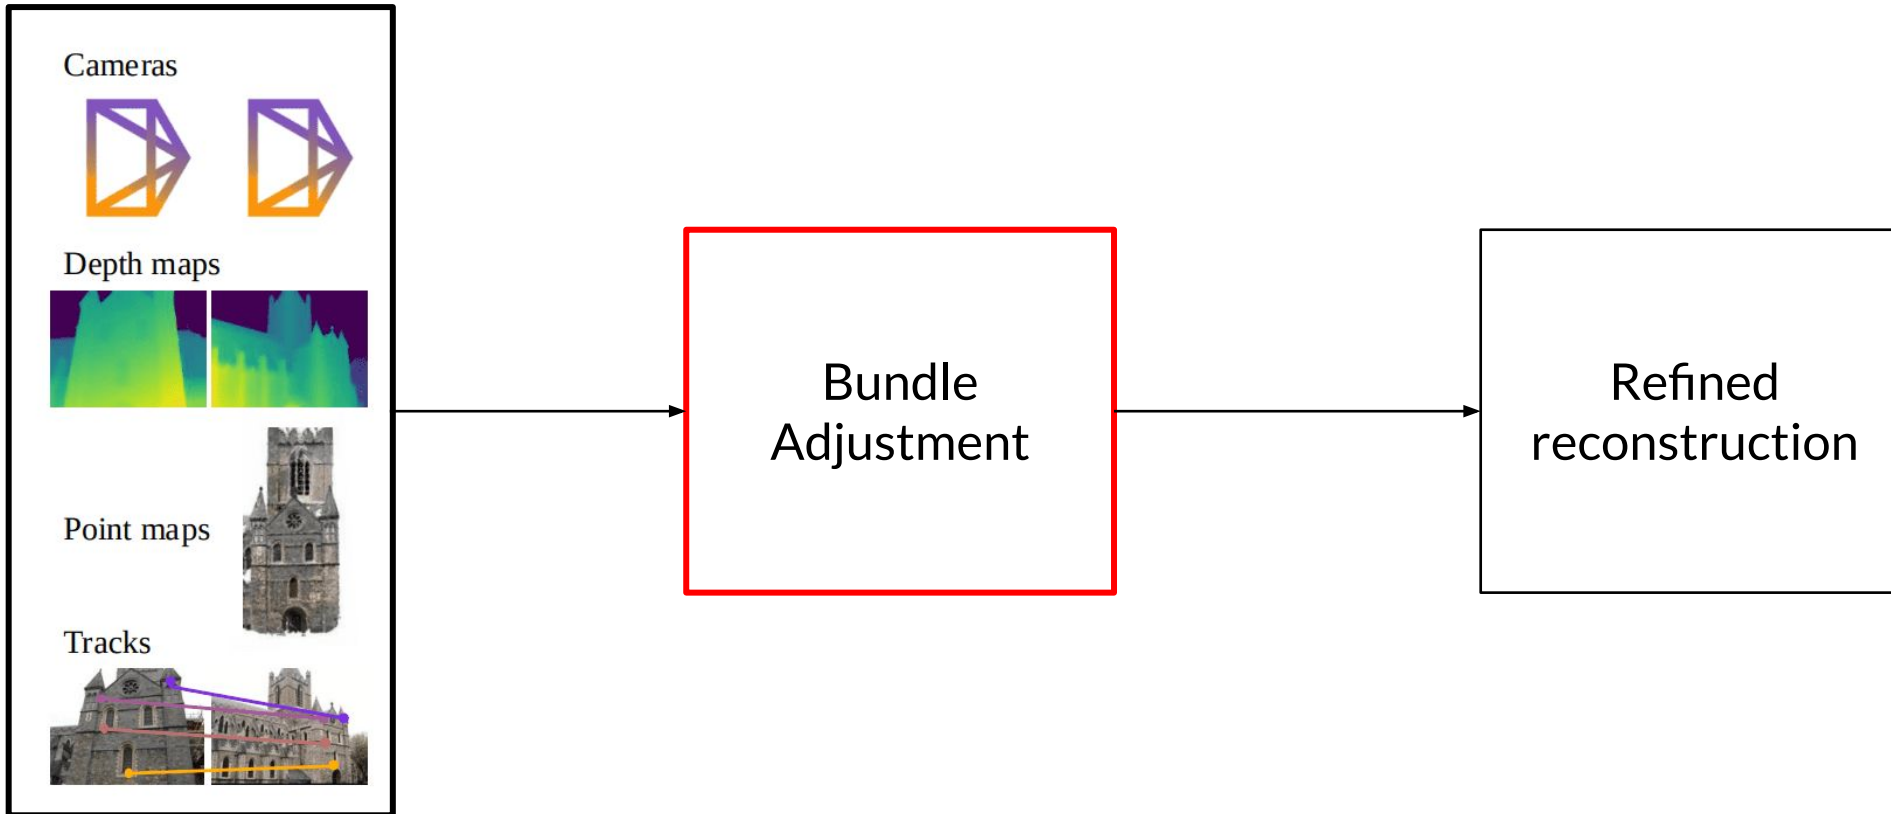 Cameras
Depth maps
Point maps
Tracks
Bundle
Adjustment
Refined
reconstruction